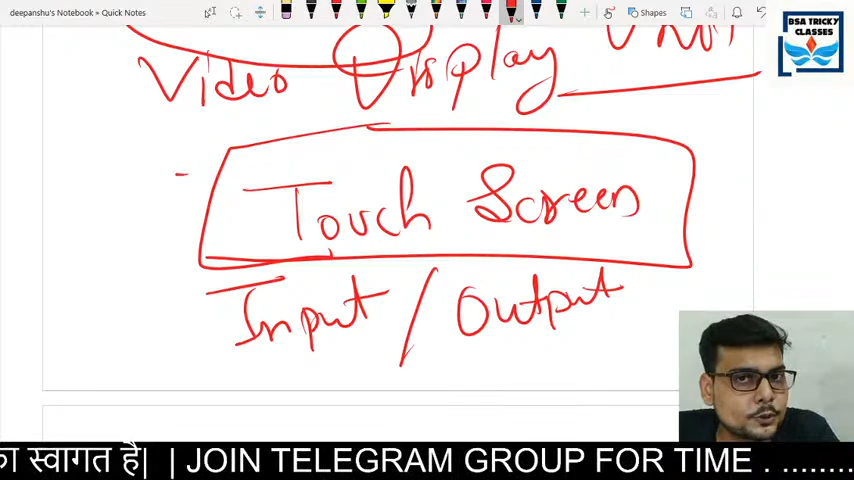 deepanshu's Notebook » Quick Notes
Shapes
BSA TRICKY
CLASSES
Video Display Unit
Touch Screen
Input / Output
का स्वागत है| | JOIN TELEGRAM GROUP FOR TIME . ........